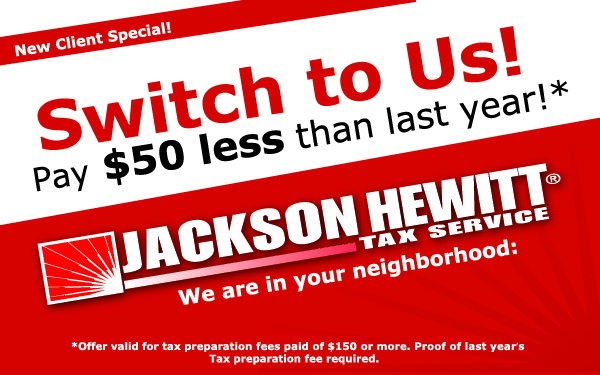 New Client Special!
Switch to Us!
Pay $50 less than last year!*
JACKSON HEWITT®
TAX SERVICE
We are in your neighborhood:
*Offer valid for tax preparation fees paid of $150 or more. Proof of last year's
Tax preparation fee required.